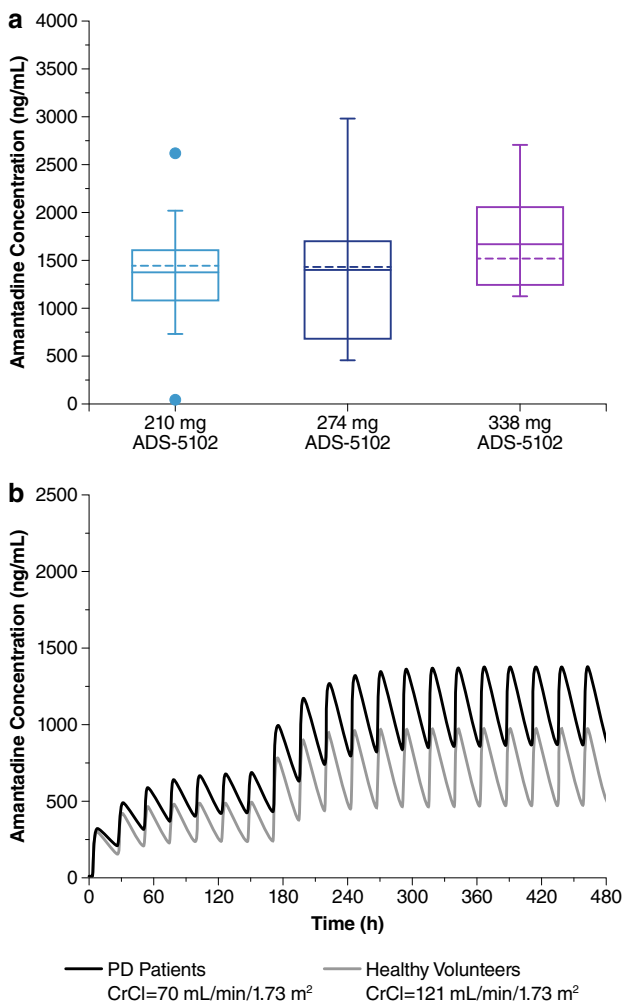 a
Amantadine Concentration (ng/mL)
4000
3500
3000
2500
2000
1500
1000
500
0
210 mg
ADS-5102
274 mg
ADS-5102
338 mg
ADS-5102
b
Amantadine Concentration (ng/mL)
2500
2000
1500
1000
500
0
0 60 120 180 240 300 360 420 480
Time (h)
PD Patients
CrCl=70 mL/min/1.73 m²
Healthy Volunteers
CrCl=121 mL/min/1.73 m²